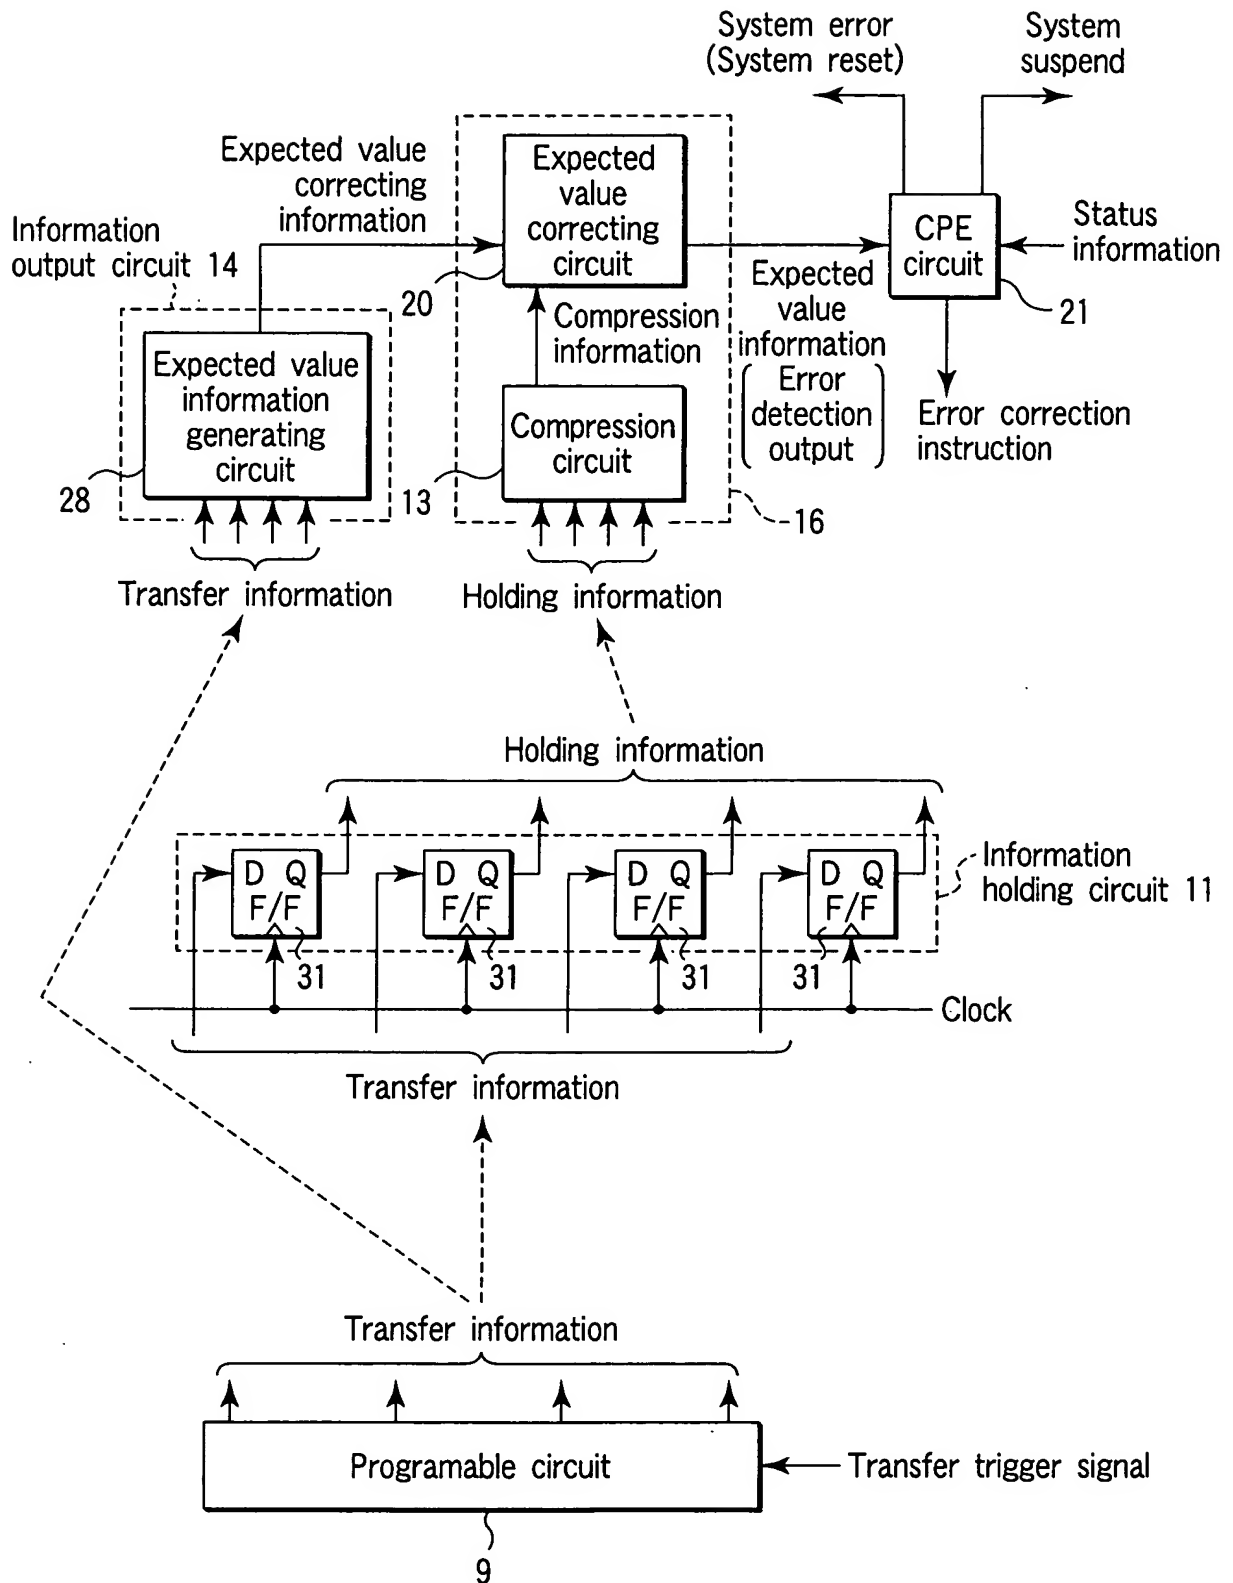 System error
(System reset)
System
suspend
Expected value
correcting
information
Expected
value
correcting
circuit
CPE
circuit
Status
information
Information
output circuit 14
20
21
Compression
information
Expected
value
information
Error
detection
output
Expected value
information
generating
circuit
Compression
circuit
Error correction
instruction
28
13
16
Transfer information
Holding information
Holding information
D Q
F/F
D Q
F/F
D Q
F/F
D Q
F/F
Information
holding circuit 11
31
31
31
31
Clock
Transfer information
Transfer information
Programable circuit
Transfer trigger signal
9